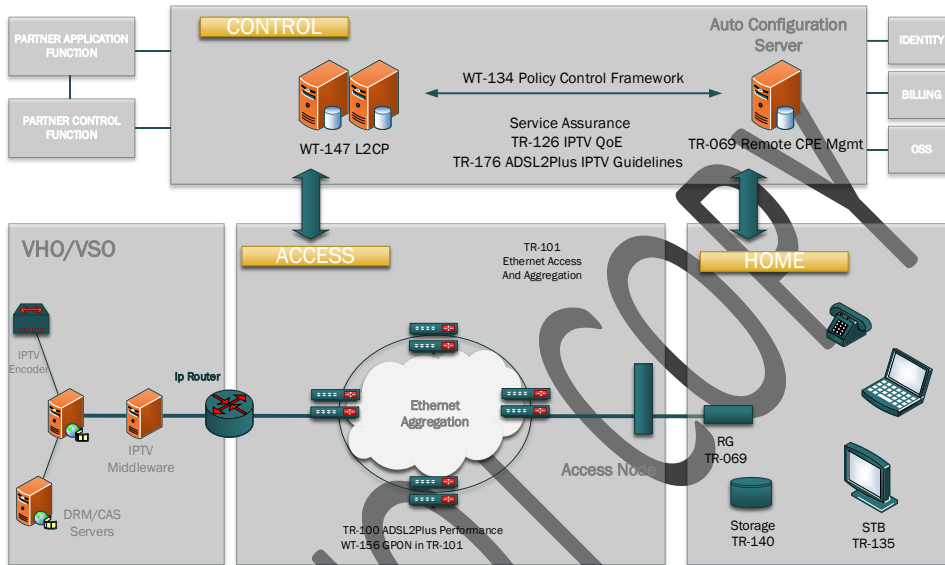 PARTNER APPLICATION
FUNCTION
PARTNER CONTROL
FUNCTION
CONTROL
WT-147 L2CP
WT-134 Policy Control Framework
Service Assurance
TR-126 IPTV QoE
TR-176 ADSL2Plus IPTV Guidelines
Auto Configuration
Server
TR-069 Remote CPE Mgmt
IDENTITY
BILLING
OSS
VHO/VSO
IPTV
Encoder
IPTV
Middleware
DRM/CAS
Servers
Ip Router
ACCESS
TR-101
Ethernet Access
And Aggregation
Ethernet
Aggregation
Access Node
TR-100 ADSL2Plus Performance
WT-156 GPON in TR-101
HOME
RG
TR-069
Storage
TR-140
STB
TR-135
COPY